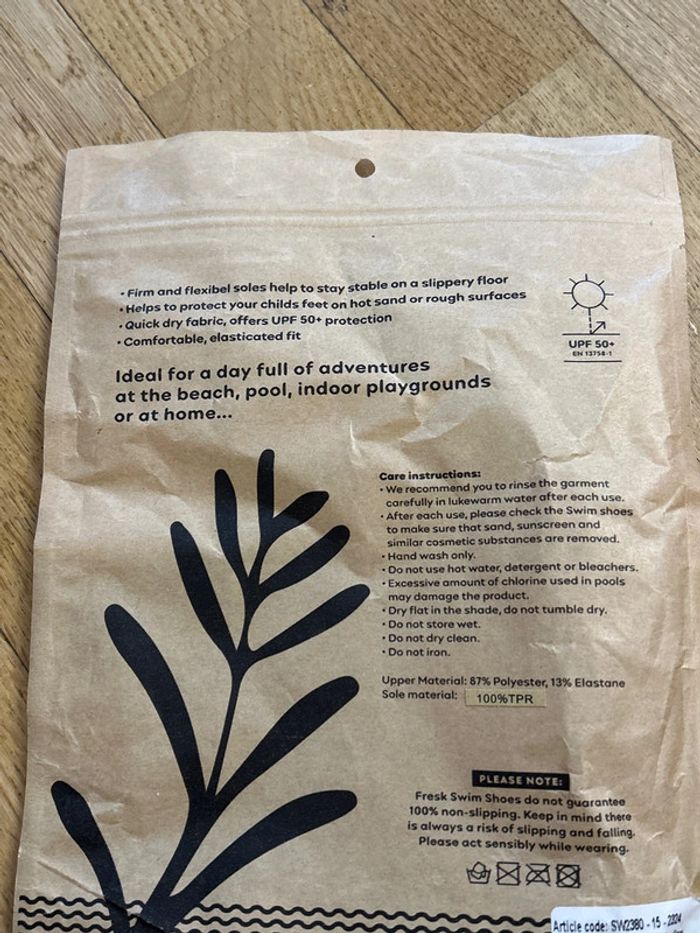 • Firm and flexibel soles help to stay stable on a slippery floor
• Helps to protect your childs feet on hot sand or rough surfaces
• Quick dry fabric, offers UPF 50+ protection
• Comfortable, elasticated fit
UPF 50+
EN 13758-1
Ideal for a day full of adventures
at the beach, pool, indoor playgrounds
or at home...
Care instructions:
• We recommend you to rinse the garment
carefully in lukewarm water after each use.
• After each use, please check the Swim shoes
to make sure that sand, sunscreen and
similar cosmetic substances are removed.
• Hand wash only.
• Do not use hot water, detergent or bleachers.
• Excessive amount of chlorine used in pools
may damage the product.
• Dry flat in the shade, do not tumble dry.
• Do not store wet.
• Do not dry clean.
• Do not iron.
Upper Material: 87% Polyester, 13% Elastane
Sole material: 100%TPR
PLEASE NOTE:
Fresk Swim Shoes do not guarantee
100% non-slipping. Keep in mind there
is always a risk of slipping and falling.
Please act sensibly while wearing.
Article code: SW2380 - 15 - 2324